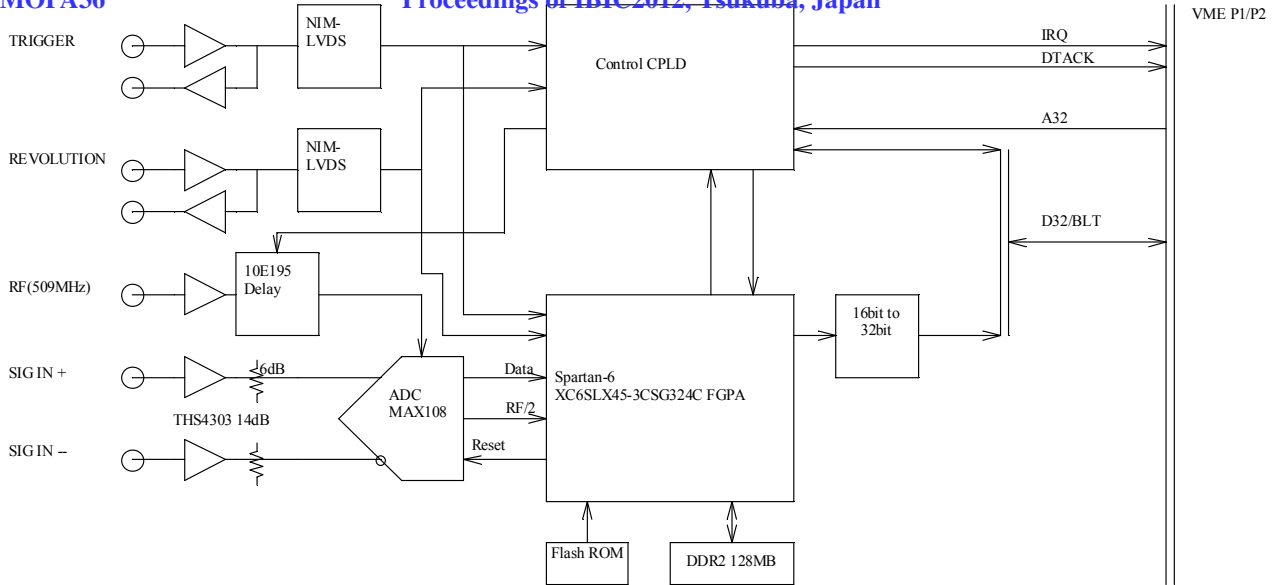 MOPA36
Proceedings of IBIC2012, Tsukuba, Japan
VME P1/P2
TRIGGER
NIM-
LVDS
Control CPLD
IRQ
DTACK
A32
REVOLUTION
NIM-
LVDS
D32/BLT
RF(509MHz)
10E195
Delay
16bit to
32bit
SIG IN +
6dB
ADC
MAX108
Data
RF/2
Reset
Spartan-6
XC6SLX45-3CSG324C FGPA
THS4303 14dB
SIG IN --
Flash ROM
DDR2 128MB